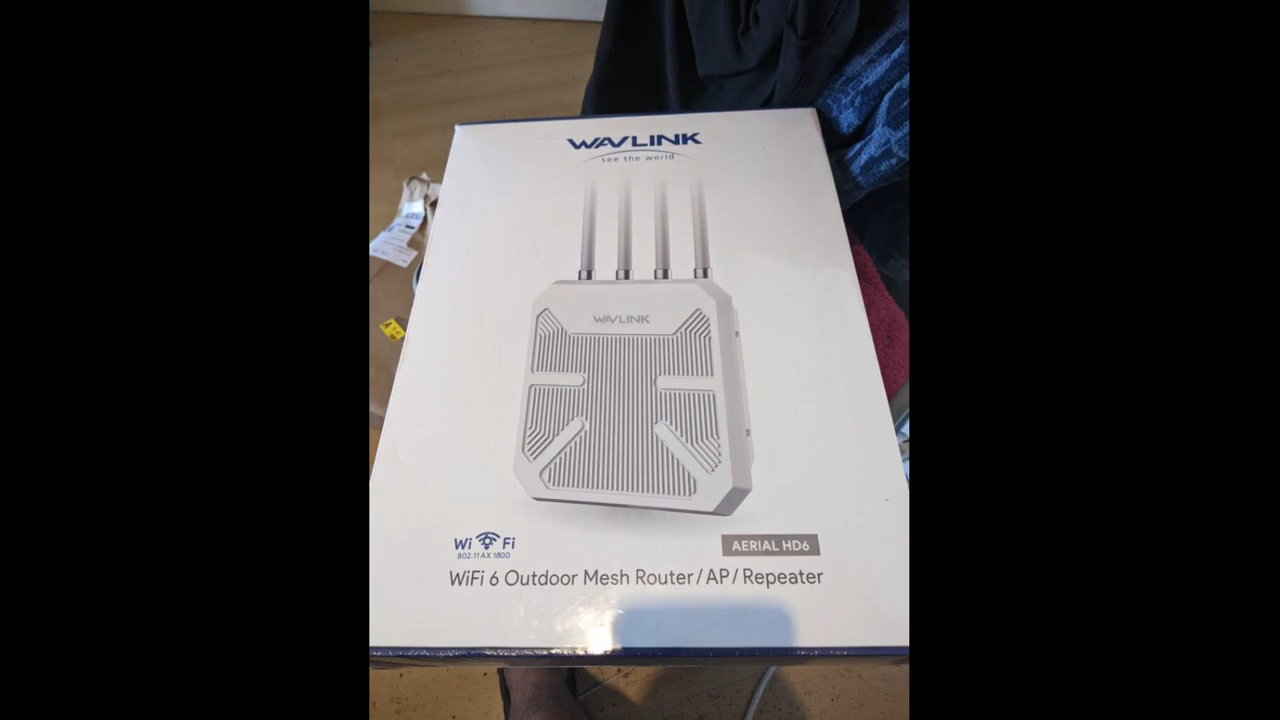 WAVLINK
see the world
WAVLINK
Wi Fi
802.11 AX 1800
AERIAL HD6
WiFi 6 Outdoor Mesh Router/AP/Repeater